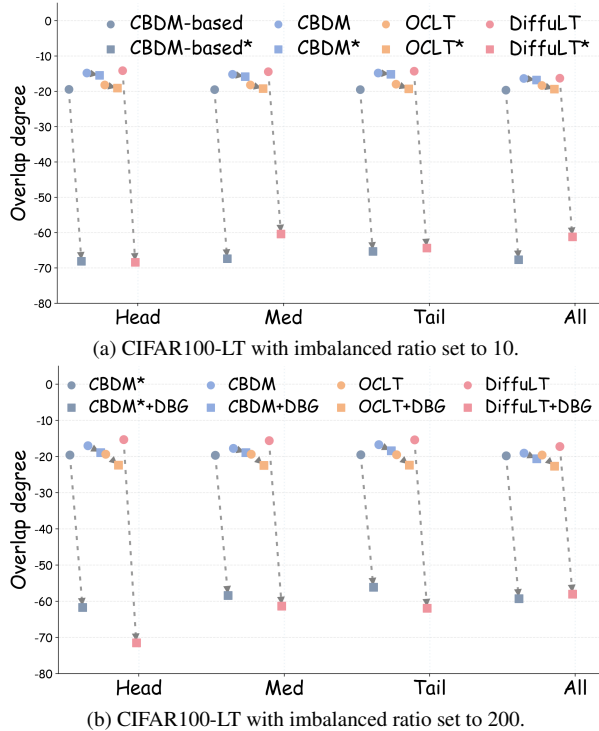 CBDM-based CBDM OCLT DiffuLT
CBDM-based* CBDM* OCLT* DiffuLT*
Overlap degree
0
-10
-20
-30
-40
-50
-60
-70
-80
Head Med Tail All
(a) CIFAR100-LT with imbalanced ratio set to 10.
CBDM* CBDM OCLT DiffuLT
CBDM*+DBG CBDM+DBG OCLT+DBG DiffuLT+DBG
Overlap degree
0
-10
-20
-30
-40
-50
-60
-70
-80
Head Med Tail All
(b) CIFAR100-LT with imbalanced ratio set to 200.